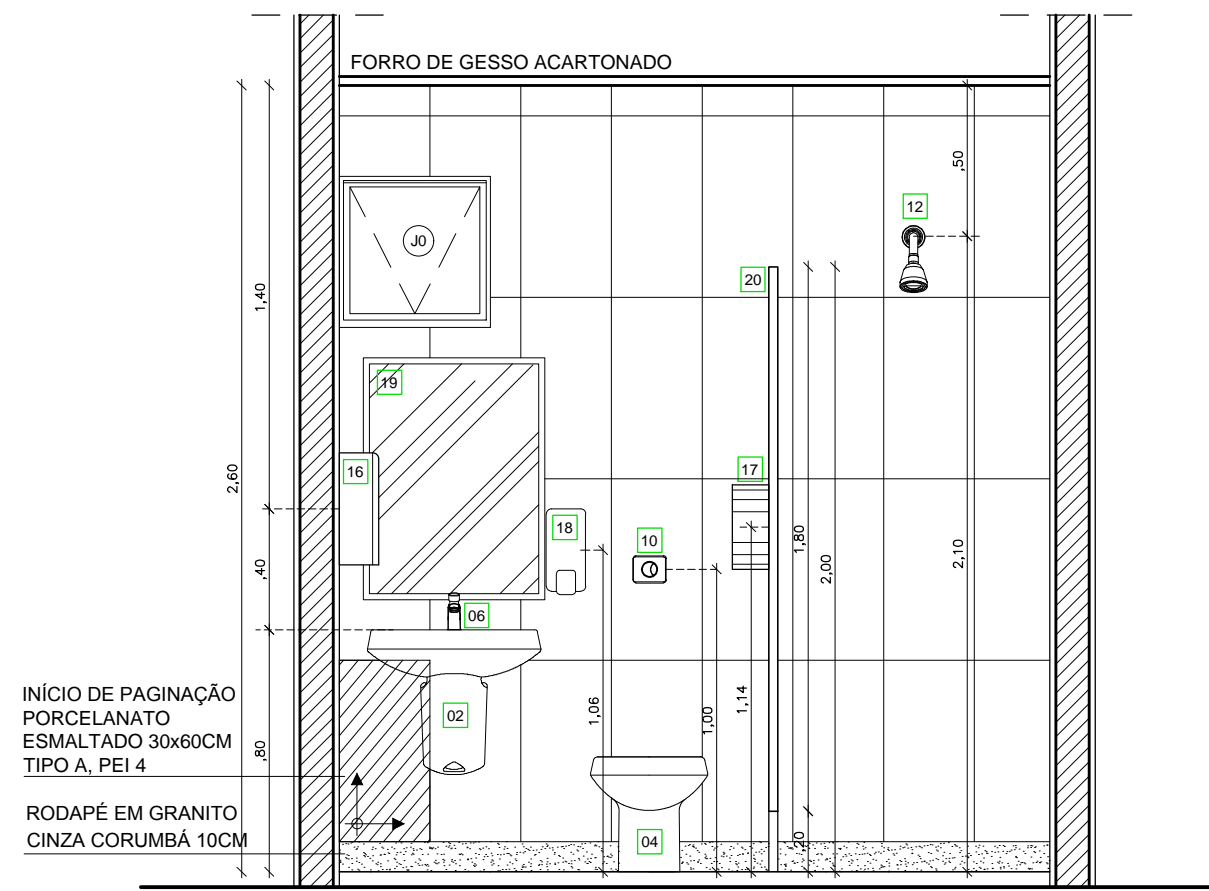 FORRO DE GESSO ACARTONADO
,50
12
J0
20
1,40
19
16
17
2,60
18
10
1,80
2,00
2,10
,40
06
INÍCIO DE PAGINAÇÃO
PORCELANATO
ESMALTADO 30x60CM
TIPO A, PEI 4
02
1,06
1,00
1,14
,80
RODAPÉ EM GRANITO
CINZA CORUMBÁ 10CM
04
,20